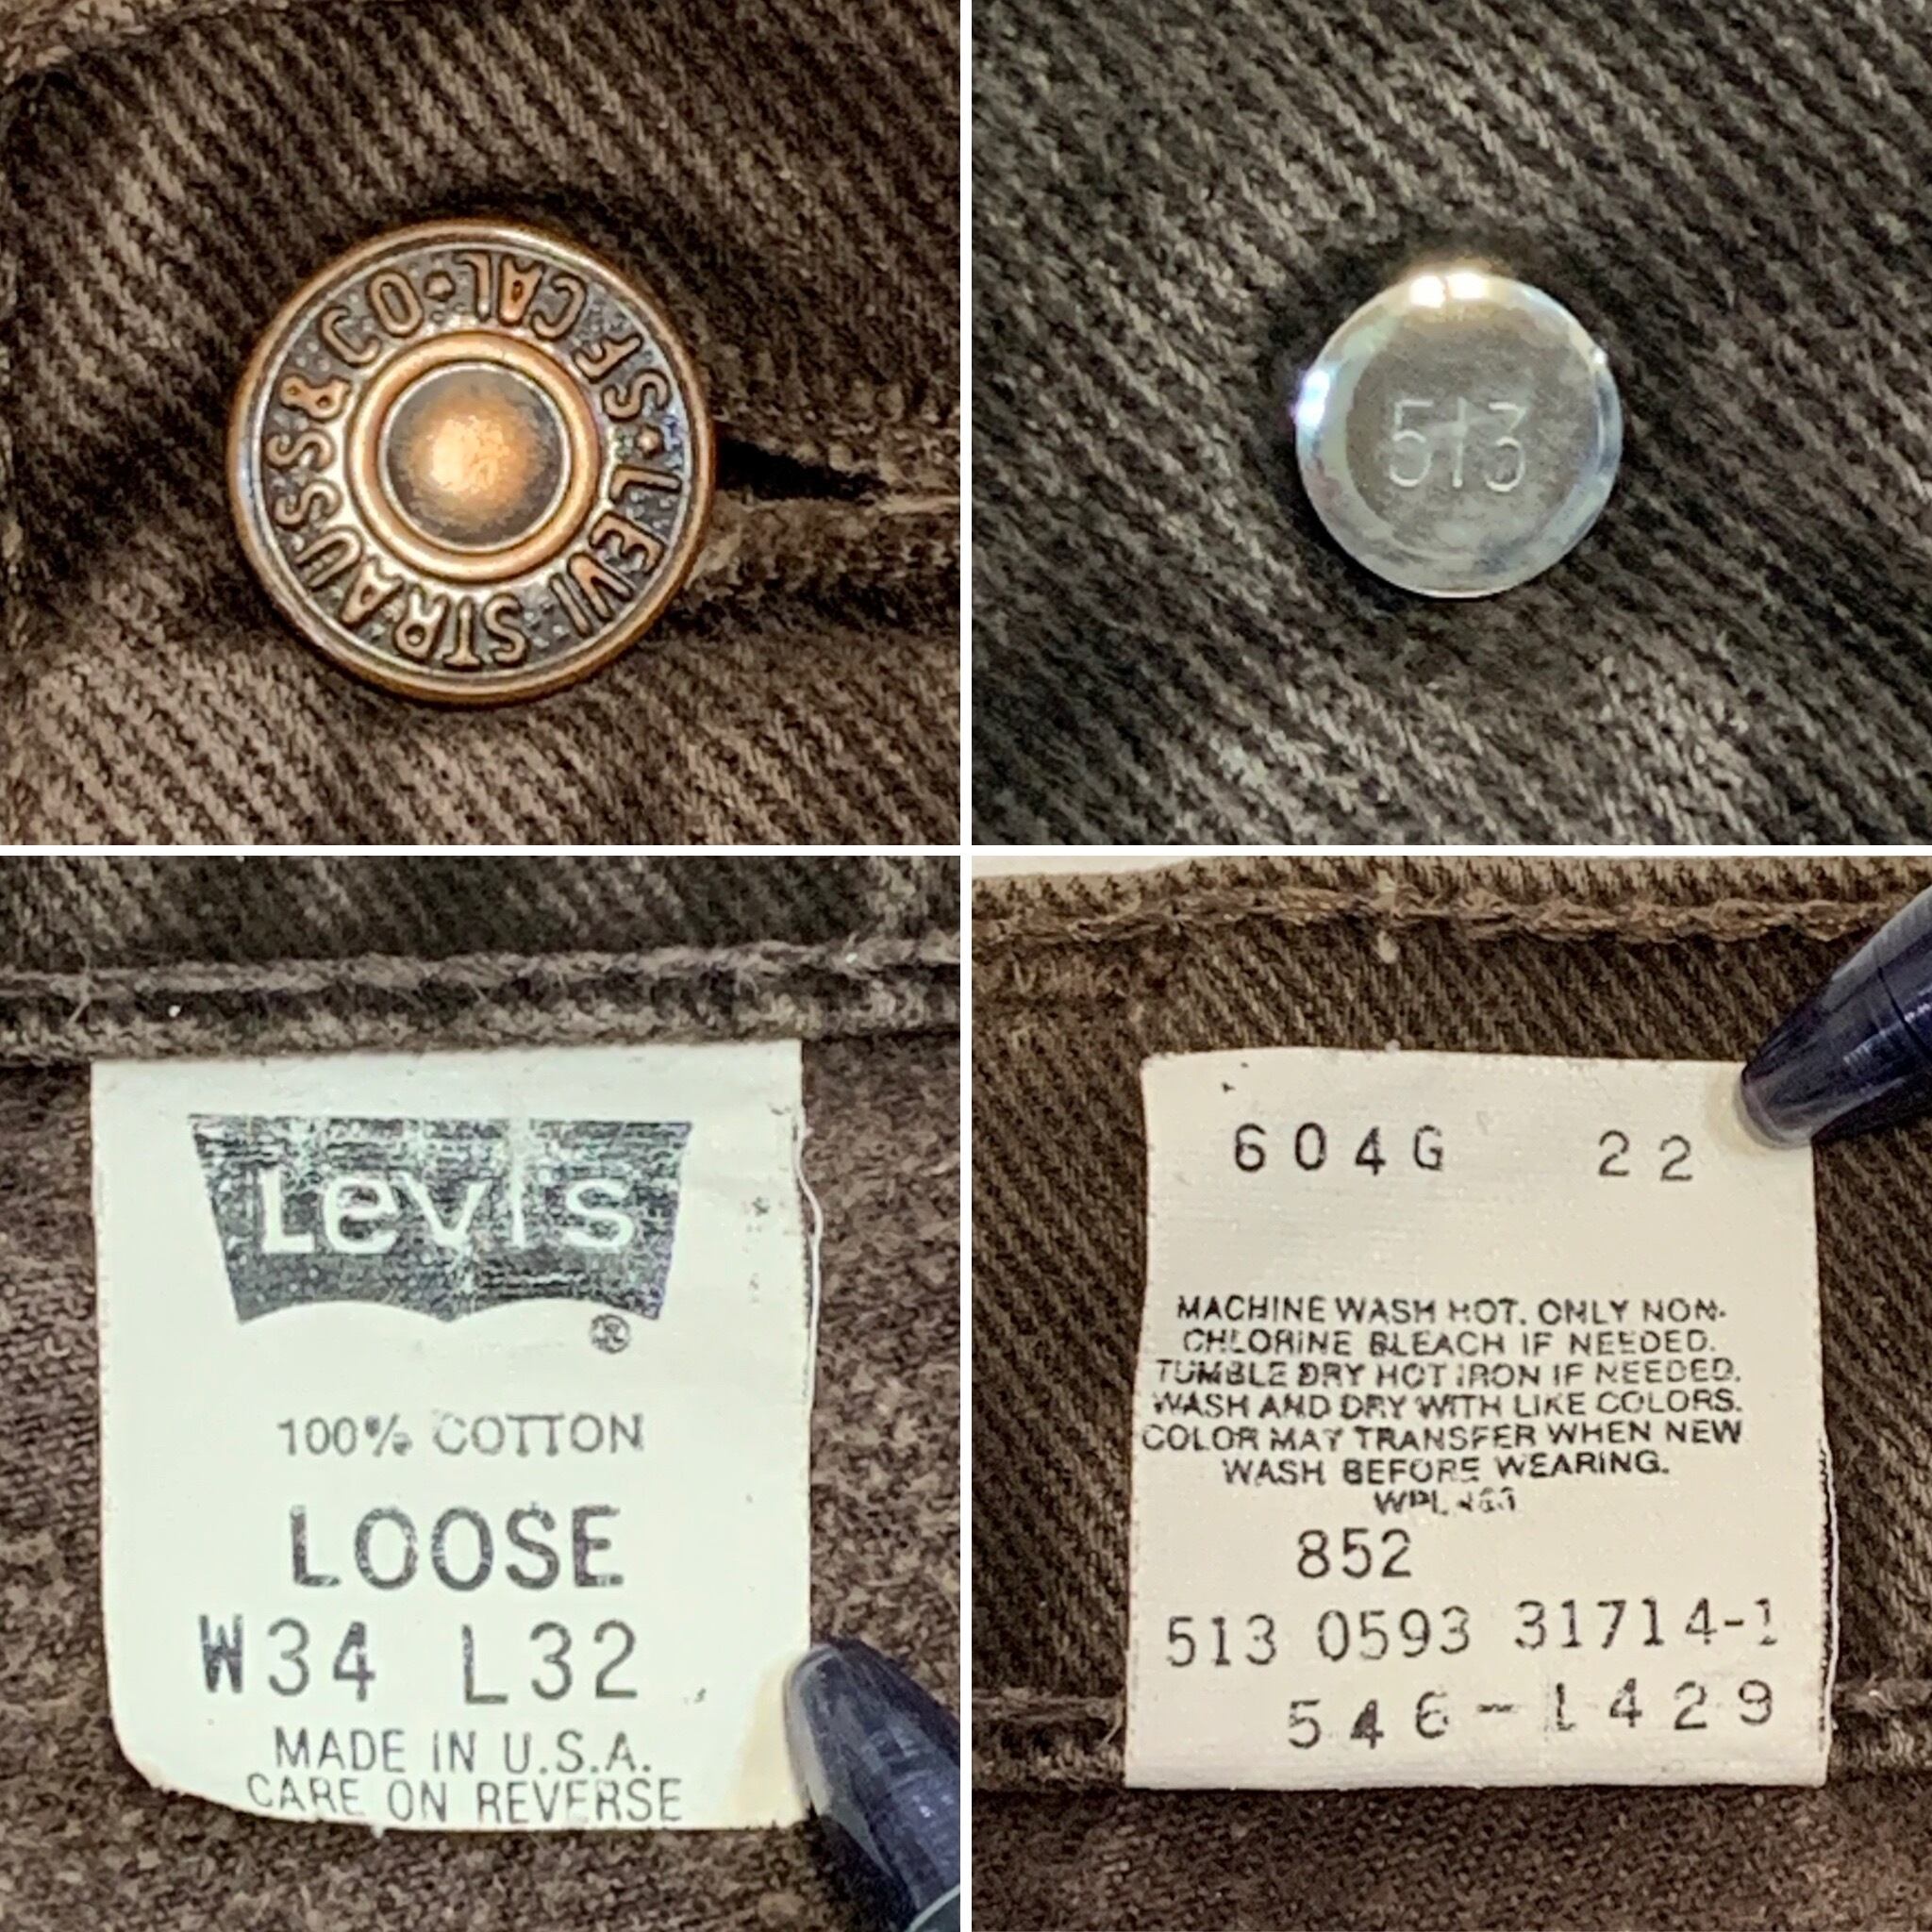 LEVI STRAUSS & CO · S.F. CAL ·
513
Levi's
®
100% COTTON
LOOSE
W34 L32
MADE IN U.S.A.
CARE ON REVERSE
604G 22
MACHINE WASH HOT. ONLY NON-
CHLORINE BLEACH IF NEEDED.
TUMBLE DRY HOT IRON IF NEEDED.
WASH AND DRY WITH LIKE COLORS.
COLOR MAY TRANSFER WHEN NEW
WASH BEFORE WEARING.
852
513 0593 31714-1
546-L429